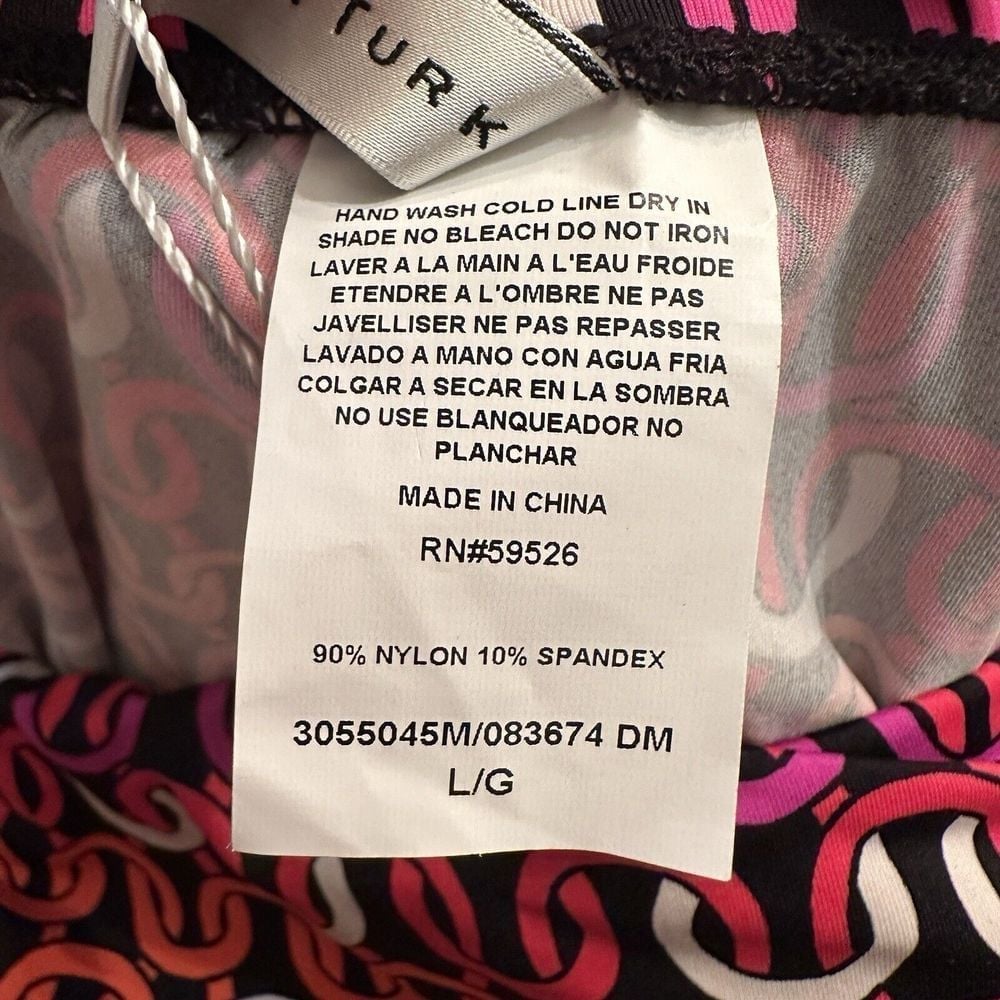 TURK
HAND WASH COLD LINE DRY IN
SHADE NO BLEACH DO NOT IRON
LAVER A LA MAIN A L'EAU FROIDE
ETENDRE A L'OMBRE NE PAS
JAVELLISER NE PAS REPASSER
LAVADO A MANO CON AGUA FRIA
COLGAR A SECAR EN LA SOMBRA
NO USE BLANQUEADOR NO
PLANCHAR
MADE IN CHINA
RN#59526
90% NYLON 10% SPANDEX
3055045M/083674 DM
L/G